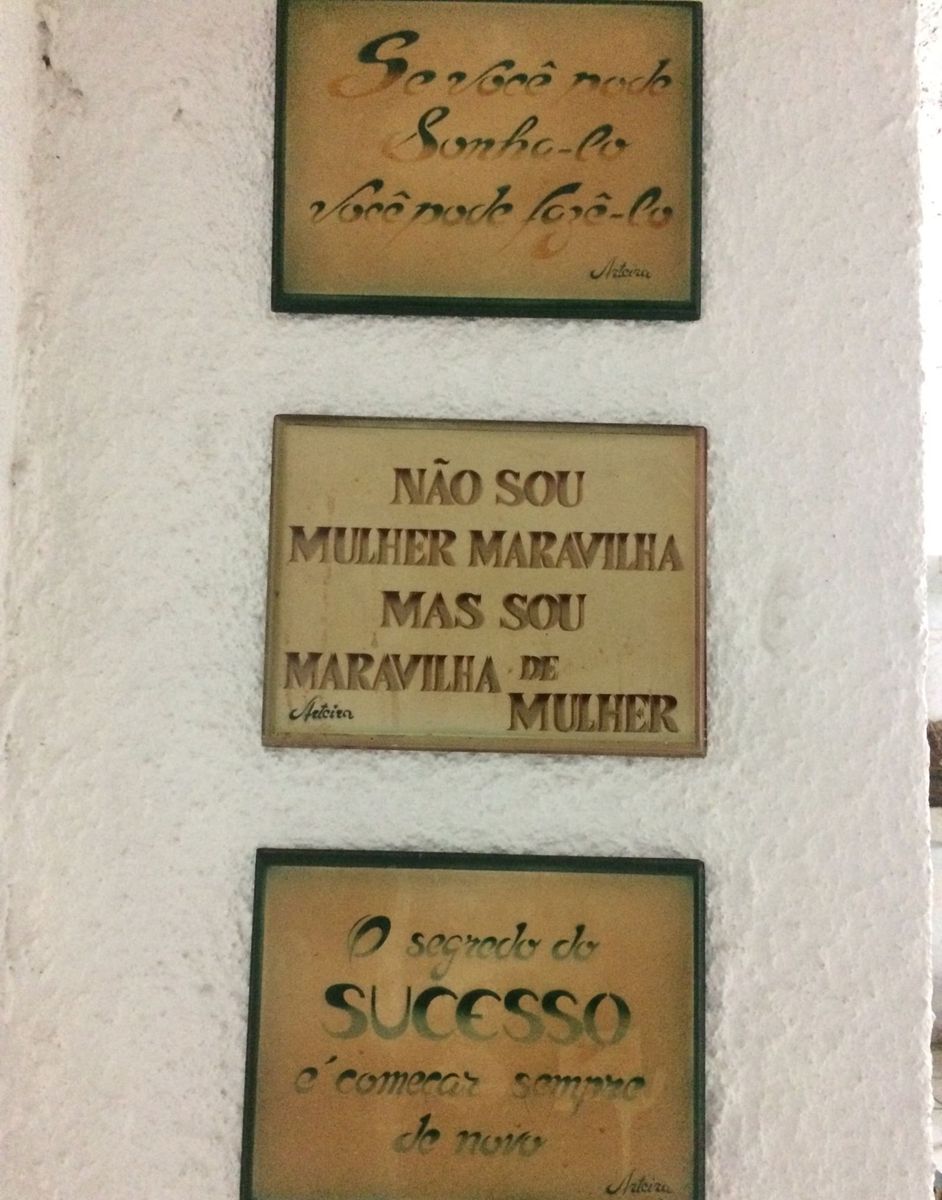 Se você pode
Sonha-lo
Você pode fazê-lo
Arteira
NÃO SOU
MULHER MARAVILHA
MAS SOU
MARAVILHA DE
MULHER
Arteira
O segredo do
SUCESSO
é começar sempre
de novo
Arteira